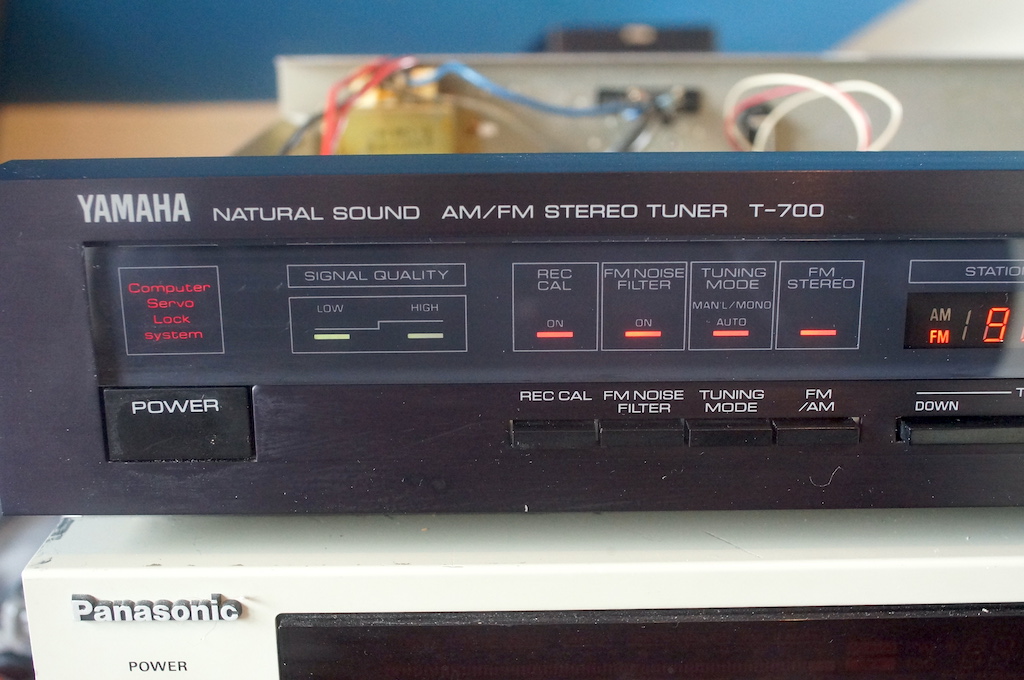 YAMAHA NATURAL SOUND AM/FM STEREO TUNER T-700
Computer
Servo
Lock
system
SIGNAL QUALITY
LOW HIGH
REC
CAL
ON
FM NOISE
FILTER
ON
TUNING
MODE
MAN'L/MONO
AUTO
FM
STEREO
AM
FM
POWER
REC CAL
FM NOISE
FILTER
TUNING
MODE
FM
/AM
DOWN
Panasonic
POWER